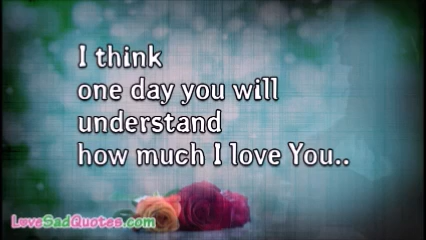 I think
one day you will
understand
how much I love You..
LoveSadQuotes.com